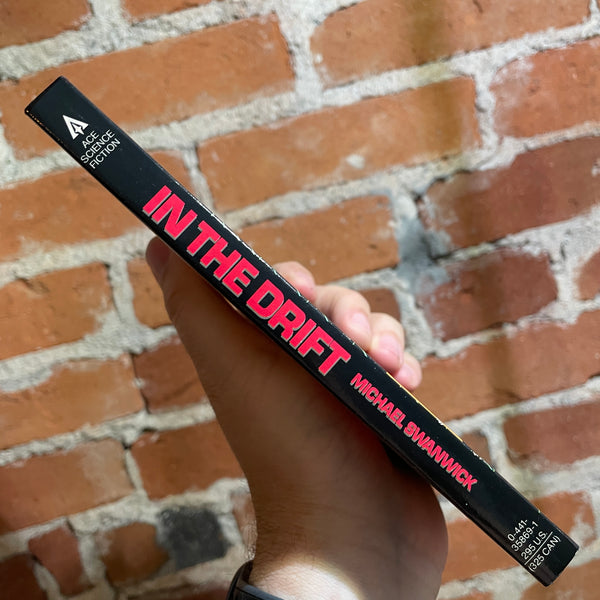 ACE
SCIENCE
FICTION
IN THE DRIFT
MICHAEL SWANWICK
0-441-
35869-1
295 U.S.
(325 CAN)